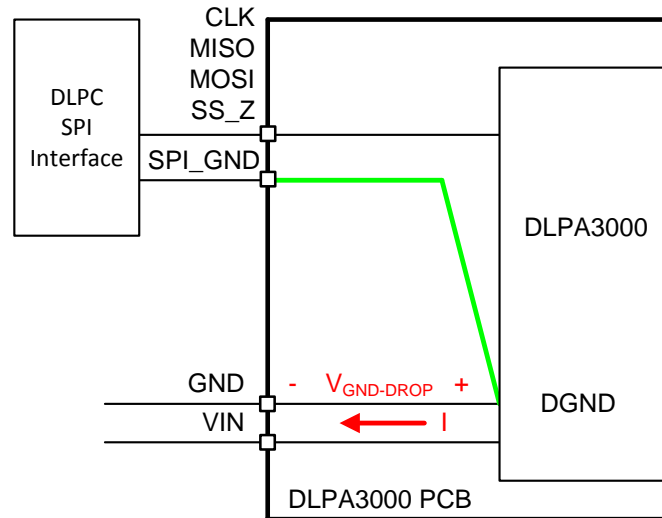 CLK
MISO
MOSI
SS_Z
DLPC
SPI
Interface
SPI_GND
DLPA3000
GND
- VGND-DROP +
DGND
VIN
I
DLPA3000 PCB